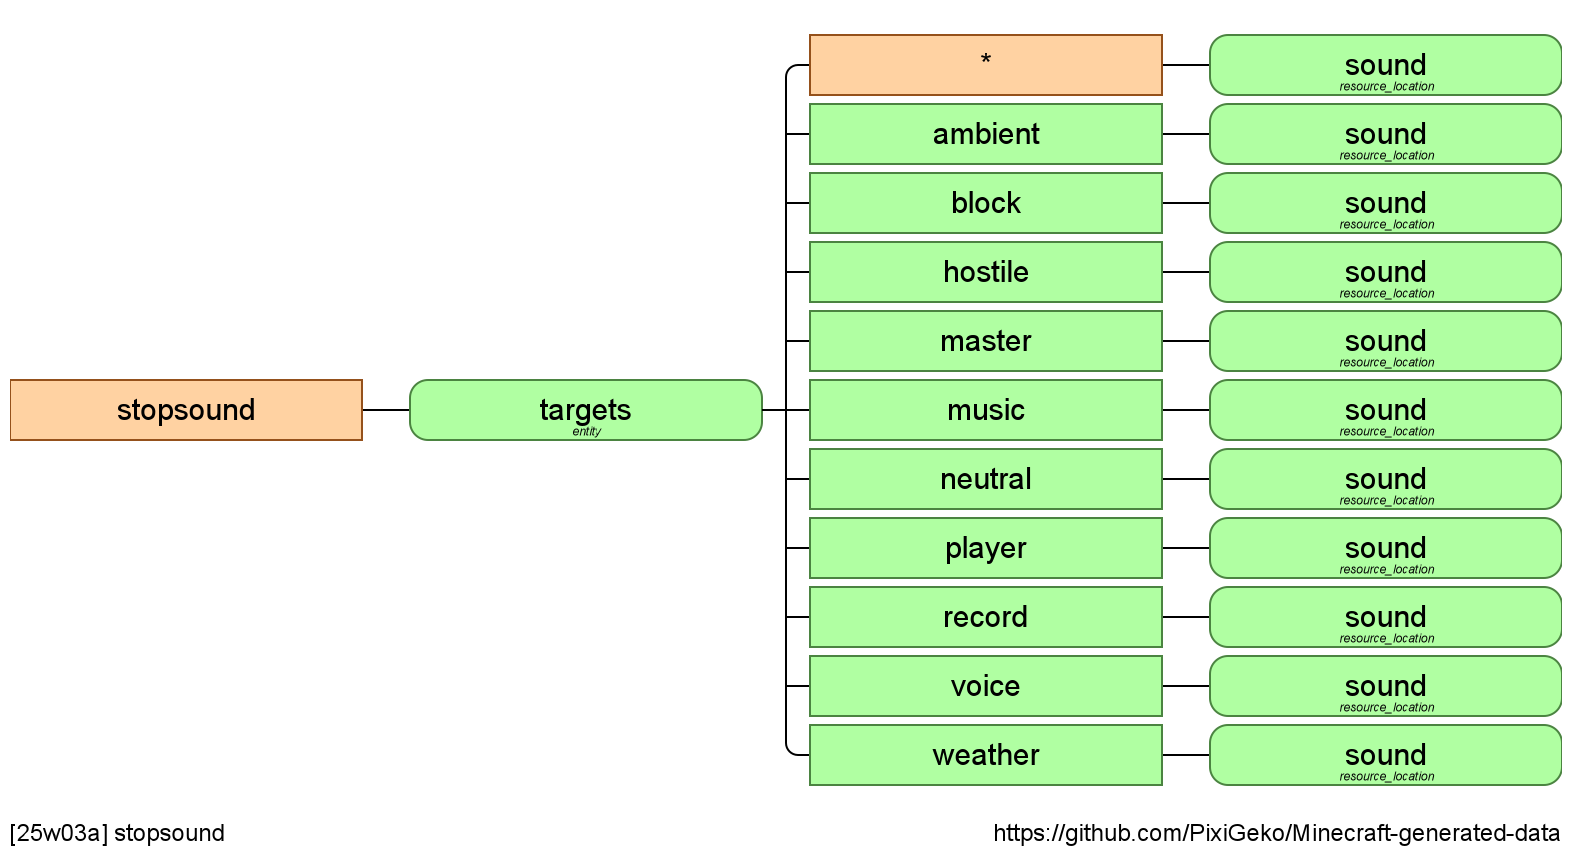 *
sound
resource_location
ambient
sound
resource_location
block
sound
resource_location
hostile
sound
resource_location
master
sound
resource_location
stopsound
targets
entity
music
sound
resource_location
neutral
sound
resource_location
player
sound
resource_location
record
sound
resource_location
voice
sound
resource_location
weather
sound
resource_location
[25w03a] stopsound
https://github.com/PixiGeko/Minecraft-generated-data